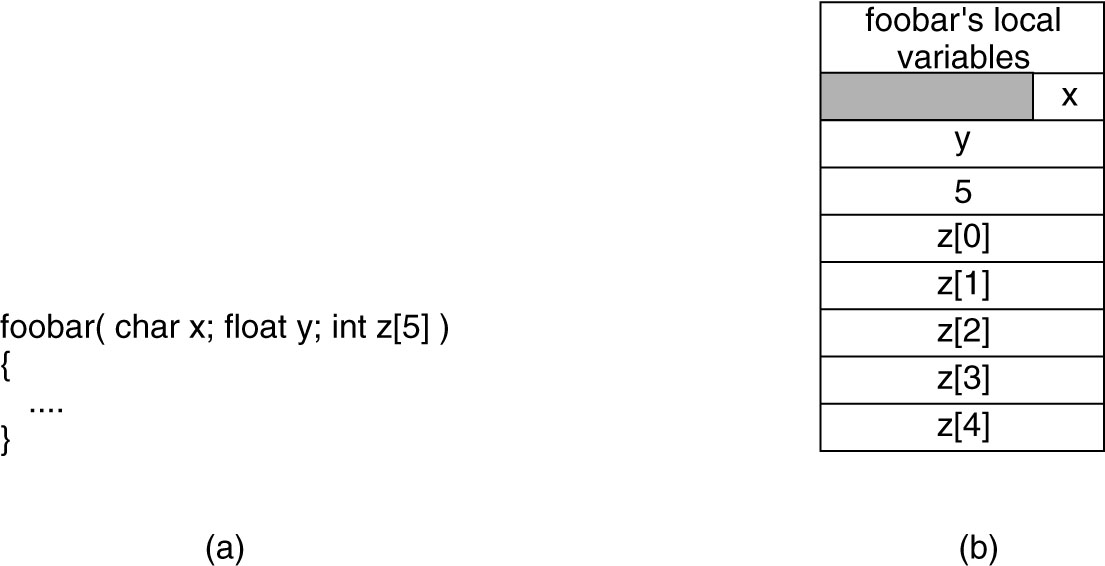 foobar( char x; float y; int z[5] )
{
....
}
(a)
foobar's local
variables
x
y
5
z[0]
z[1]
z[2]
z[3]
z[4]
(b)